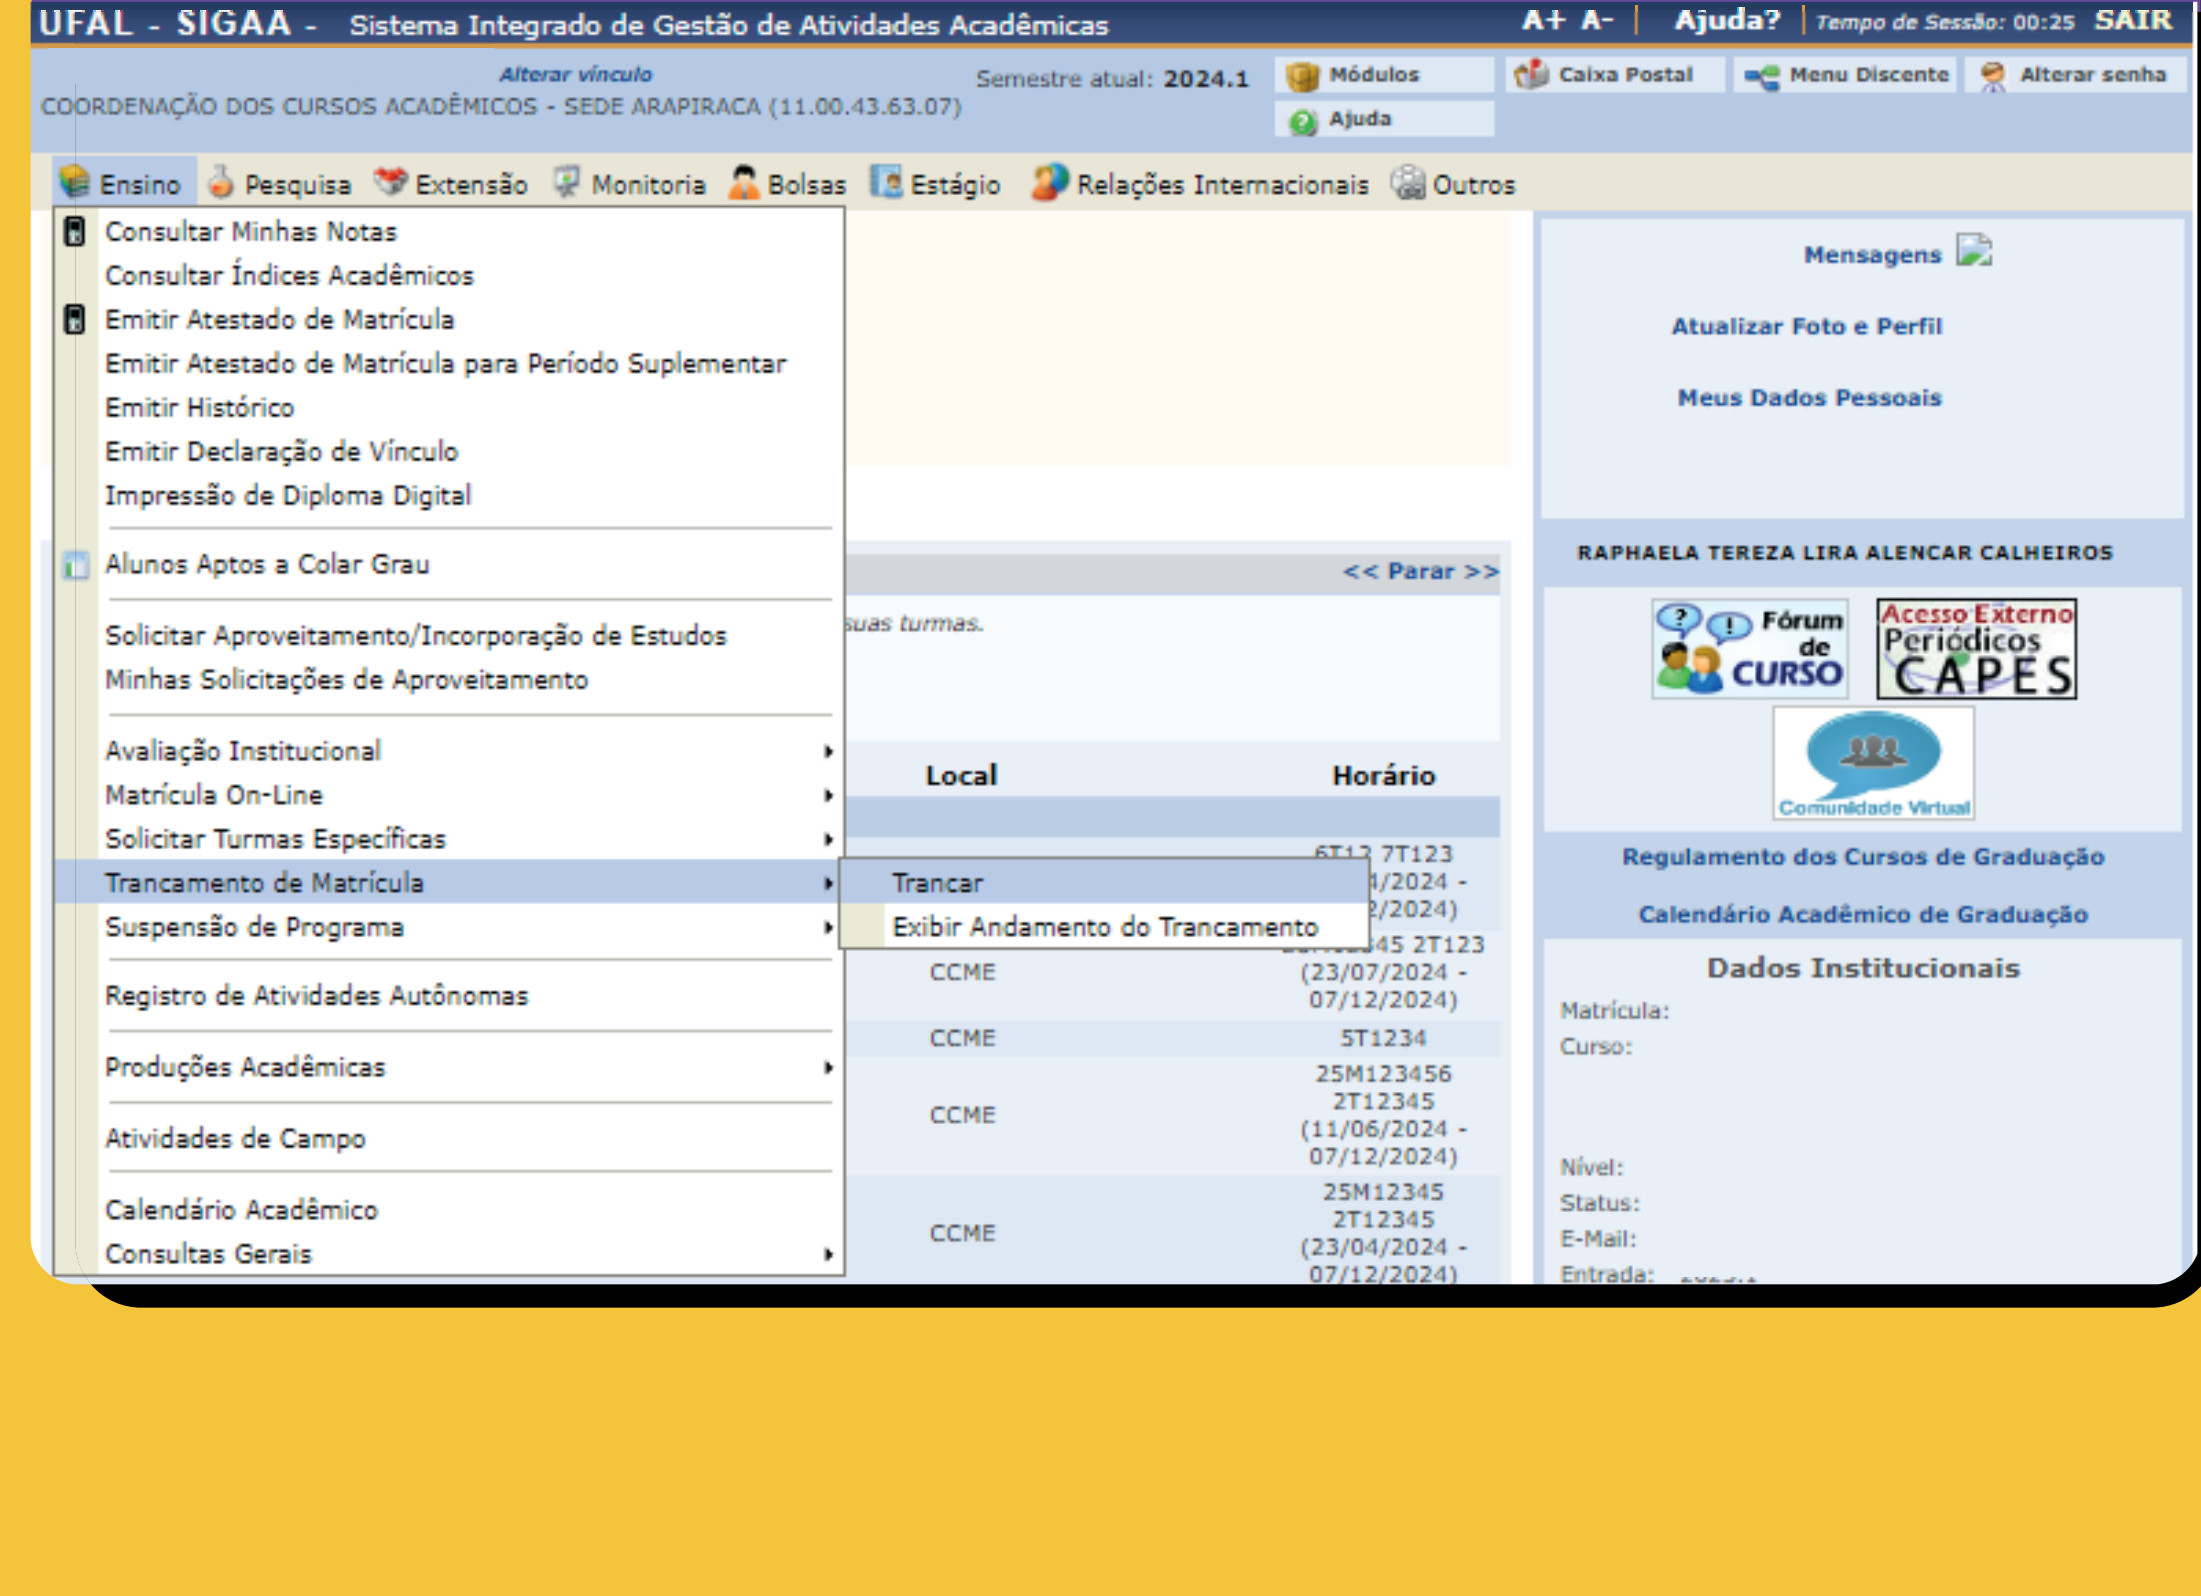 UFAL - SIGAA - Sistema Integrado de Gestão de Atividades Acadêmicas
A+ A- | Ajuda? | Tempo de Sessão: 00:25 SAIR
Alterar vínculo
COORDENAÇÃO DOS CURSOS ACADÊMICOS - SEDE ARAPIRACA (11.00.43.63.07)
Semestre atual: 2024.1
Módulos
Caixa Postal
Menu Discente
Alterar senha
Ajuda
Ensino Pesquisa Extensão Monitoria Bolsas Estágio Relações Internacionais Outros
Consultar Minhas Notas
Consultar Índices Acadêmicos
Emitir Atestado de Matrícula
Emitir Atestado de Matrícula para Período Suplementar
Emitir Histórico
Emitir Declaração de Vínculo
Impressão de Diploma Digital
Alunos Aptos a Colar Grau
Solicitar Aproveitamento/Incorporação de Estudos
Minhas Solicitações de Aproveitamento
Avaliação Institucional
Matrícula On-Line
Solicitar Turmas Específicas
Trancamento de Matrícula
Suspensão de Programa
Registro de Atividades Autônomas
Produções Acadêmicas
Atividades de Campo
Calendário Acadêmico
Consultas Gerais
Trancar
Exibir Andamento do Trancamento
<< Parar >>
suas turmas.
Local Horário
6T12 7T123
/2024 -
/2024)
45 2T123
CCME (23/07/2024 -
07/12/2024)
CCME 5T1234
25M123456
2T12345
CCME (11/06/2024 -
07/12/2024)
25M12345
2T12345
CCME (23/04/2024 -
07/12/2024)
Mensagens
Atualizar Foto e Perfil
Meus Dados Pessoais
RAPHAELA TEREZA LIRA ALENCAR CALHEIROS
Fórum
de
CURSO
Acesso Externo
Periódicos
CAPES
Comunidade Virtual
Regulamento dos Cursos de Graduação
Calendário Acadêmico de Graduação
Dados Institucionais
Matrícula:
Curso:
Nível:
Status:
E-Mail:
Entrada: